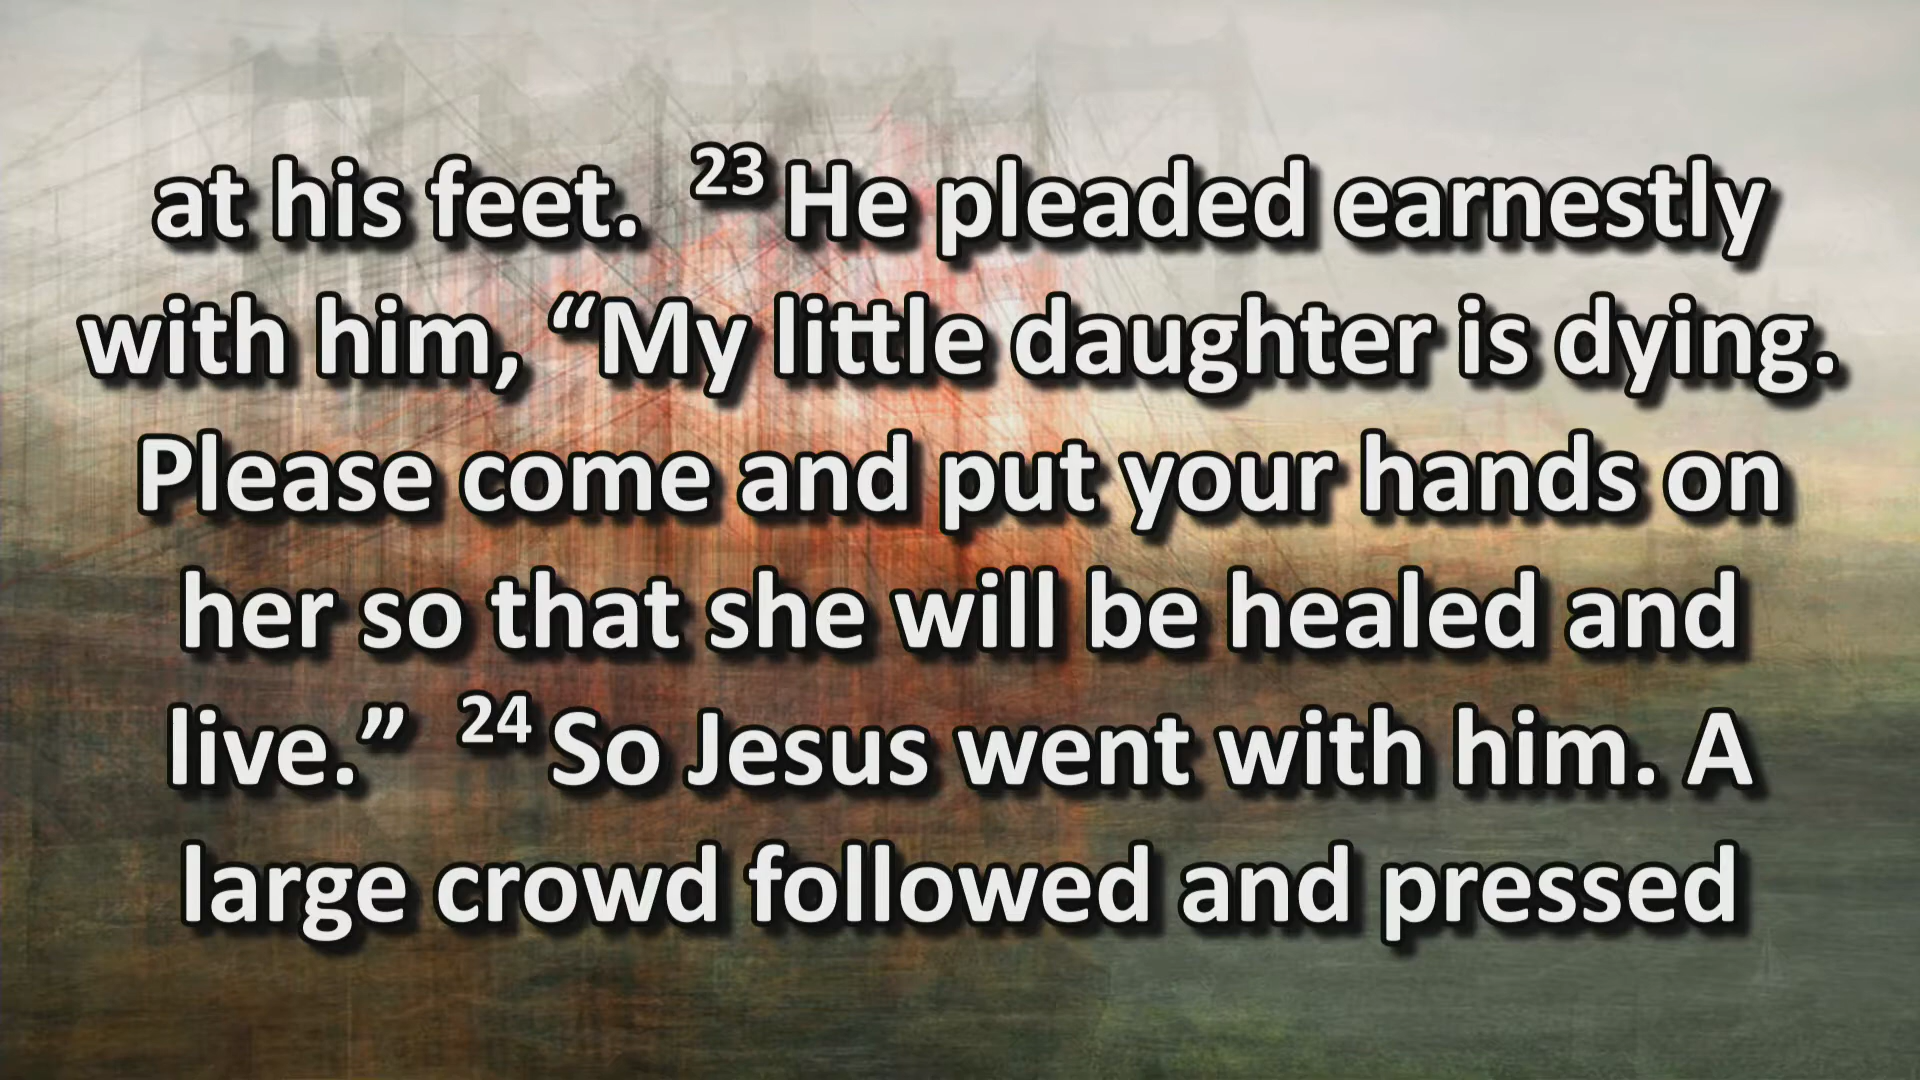 at his feet. 23 He pleaded earnestly
with him, “My little daughter is dying.
Please come and put your hands on
her so that she will be healed and
live.” 24 So Jesus went with him. A
large crowd followed and pressed